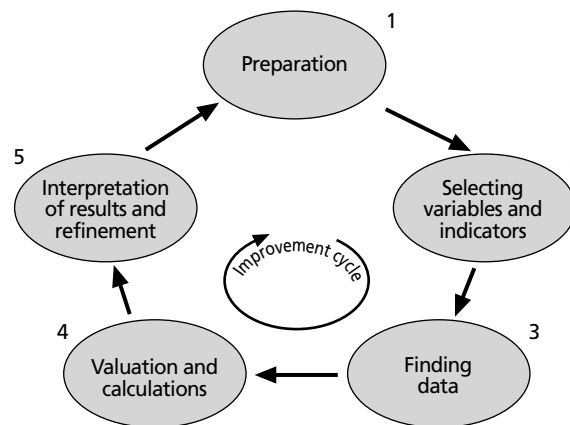 1
Preparation
Selecting
variables and
indicators
3
Finding
data
4
Valuation and
calculations
5
Interpretation
of results and
refinement
Improvement cycle